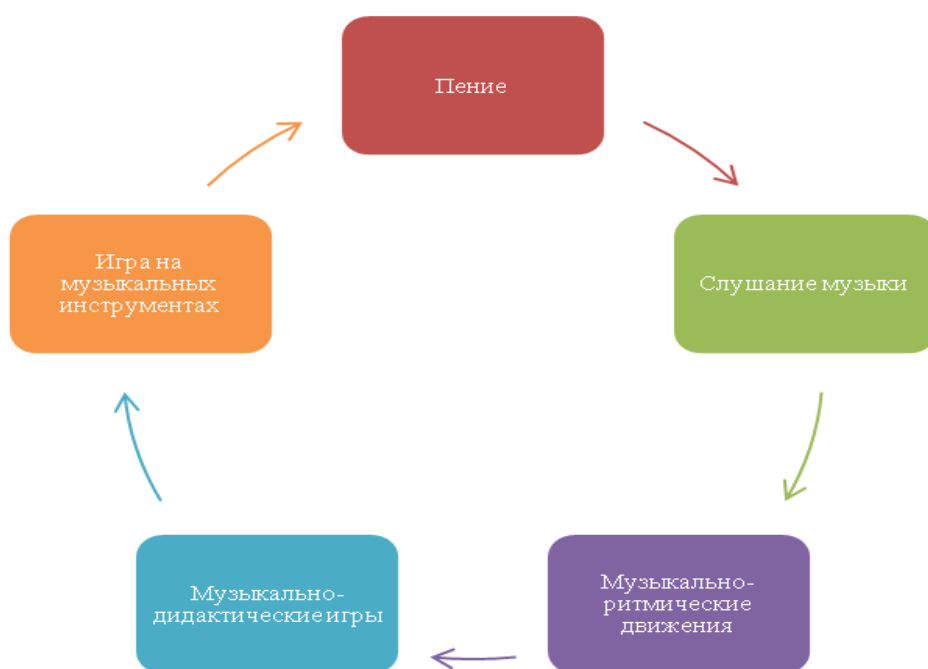 Пение
Слушание музыки
Музыкально-
ритмические
движения
Музыкально-
дидактические игры
Игра на
музыкальных
инструментах